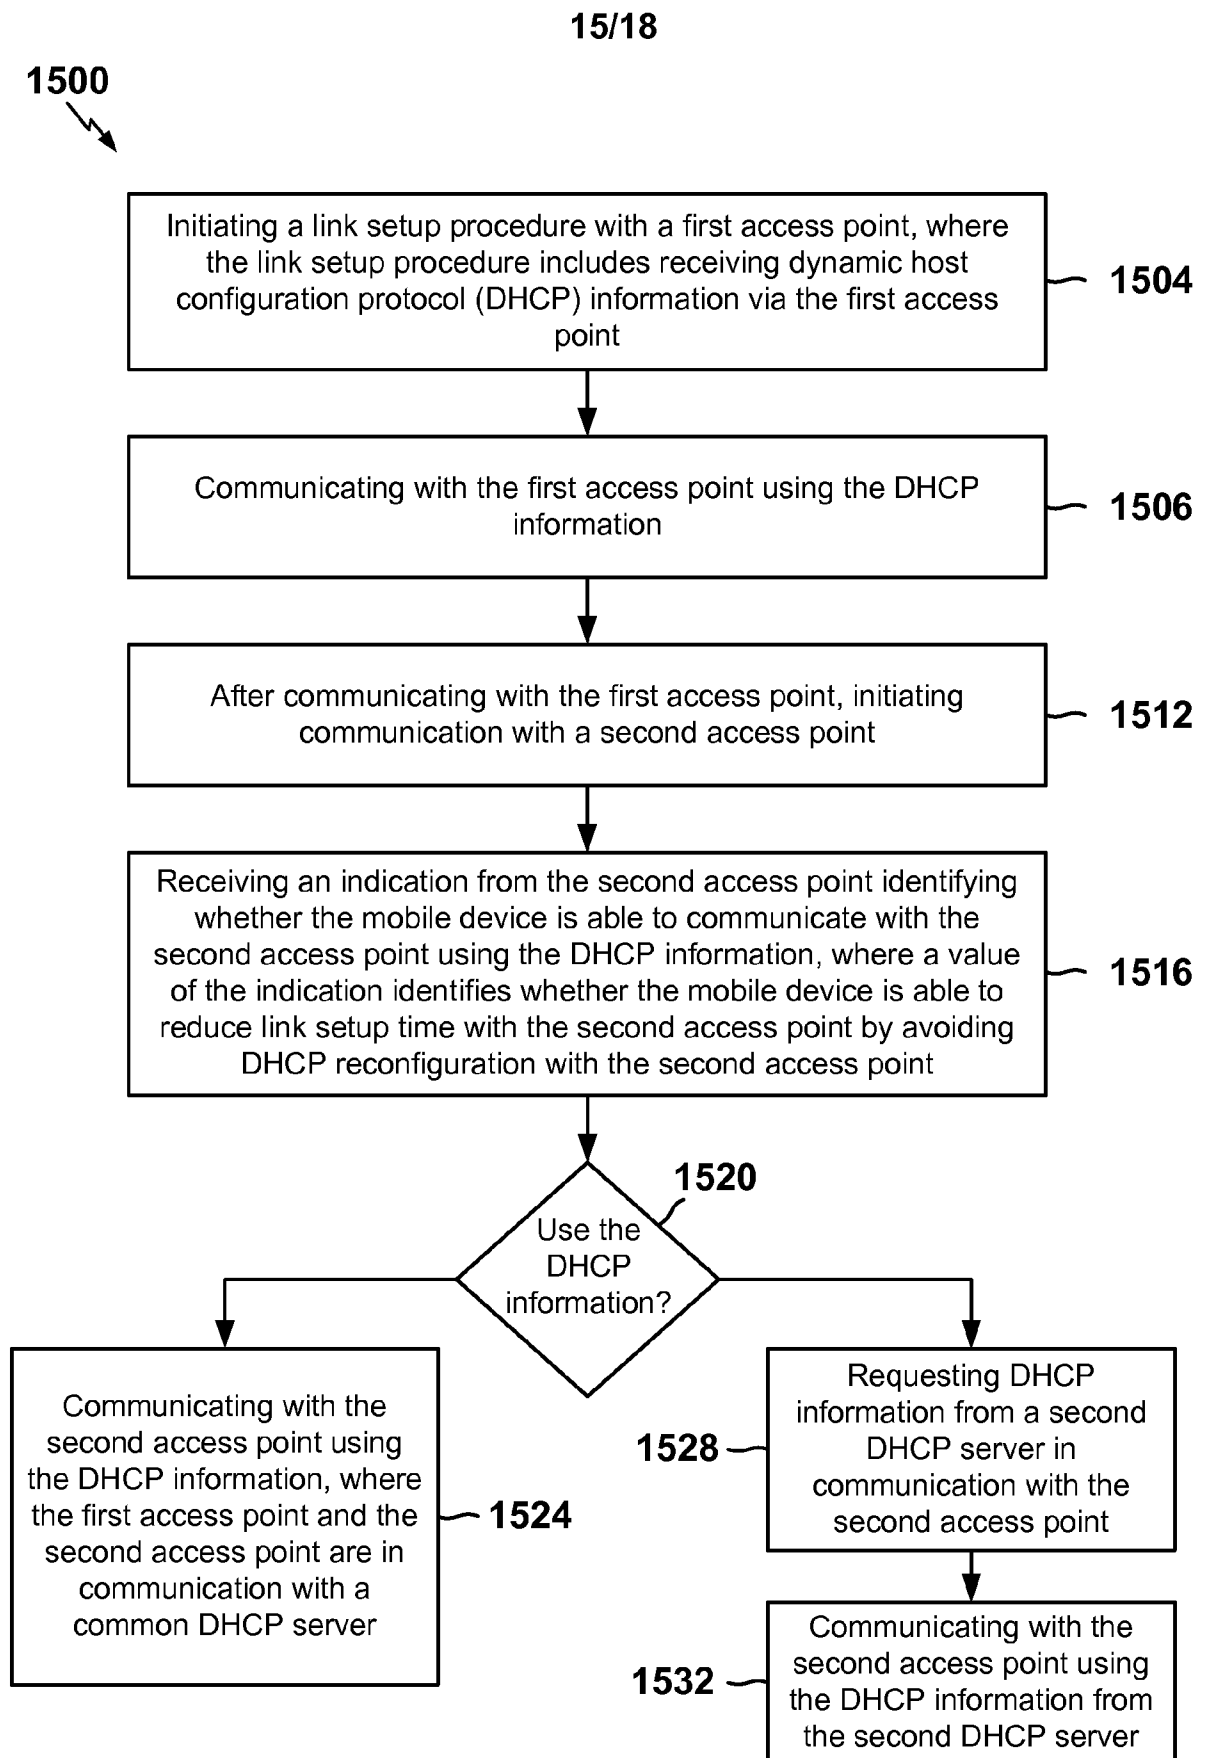 15/18
1500
Initiating a link setup procedure with a first access point, where
the link setup procedure includes receiving dynamic host
configuration protocol (DHCP) information via the first access
point
1504
Communicating with the first access point using the DHCP
information
1506
After communicating with the first access point, initiating
communication with a second access point
1512
Receiving an indication from the second access point identifying
whether the mobile device is able to communicate with the
second access point using the DHCP information, where a value
of the indication identifies whether the mobile device is able to
reduce link setup time with the second access point by avoiding
DHCP reconfiguration with the second access point
1516
1520
Use the
DHCP
information?
Communicating with the
second access point using
the DHCP information, where
the first access point and the
second access point are in
communication with a
common DHCP server
1524
Requesting DHCP
information from a second
DHCP server in
communication with the
second access point
1528
Communicating with the
second access point using
the DHCP information from
the second DHCP server
1532